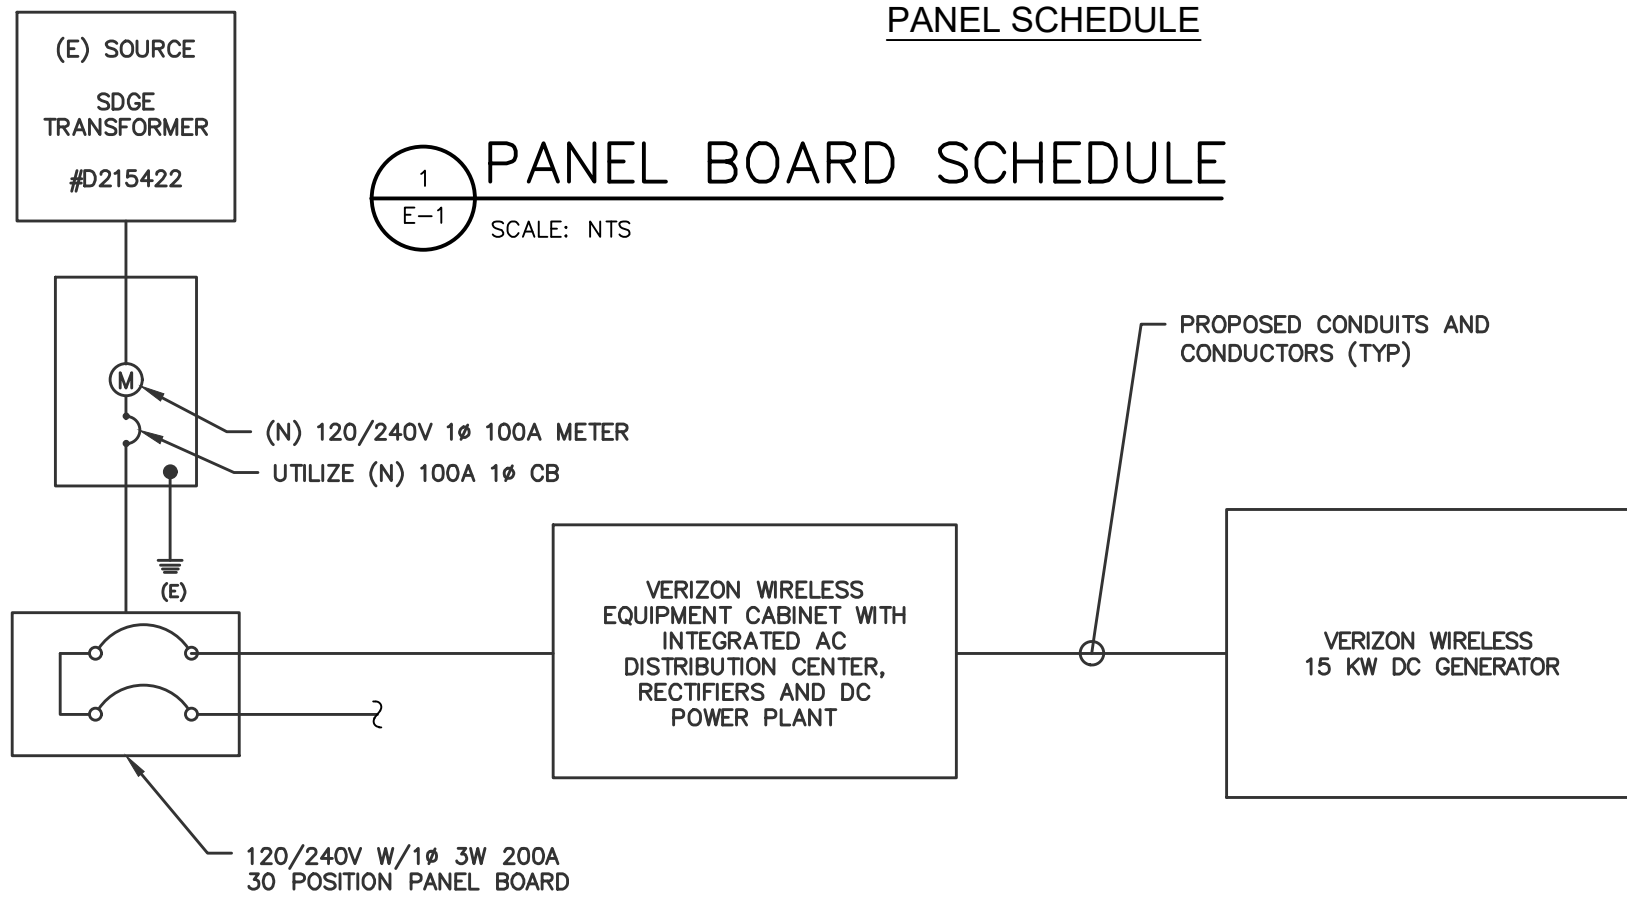 PANEL SCHEDULE
(E) SOURCE
SDGE
TRANSFORMER
#D215422
1
E-1
PANEL BOARD SCHEDULE
SCALE: NTS
PROPOSED CONDUITS AND
CONDUCTORS (TYP)
M
(N) 120/240V 1ø 100A METER
UTILIZE (N) 100A 1ø CB
(E)
VERIZON WIRELESS
EQUIPMENT CABINET WITH
INTEGRATED AC
DISTRIBUTION CENTER,
RECTIFIERS AND DC
POWER PLANT
VERIZON WIRELESS
15 KW DC GENERATOR
120/240V W/1ø 3W 200A
30 POSITION PANEL BOARD